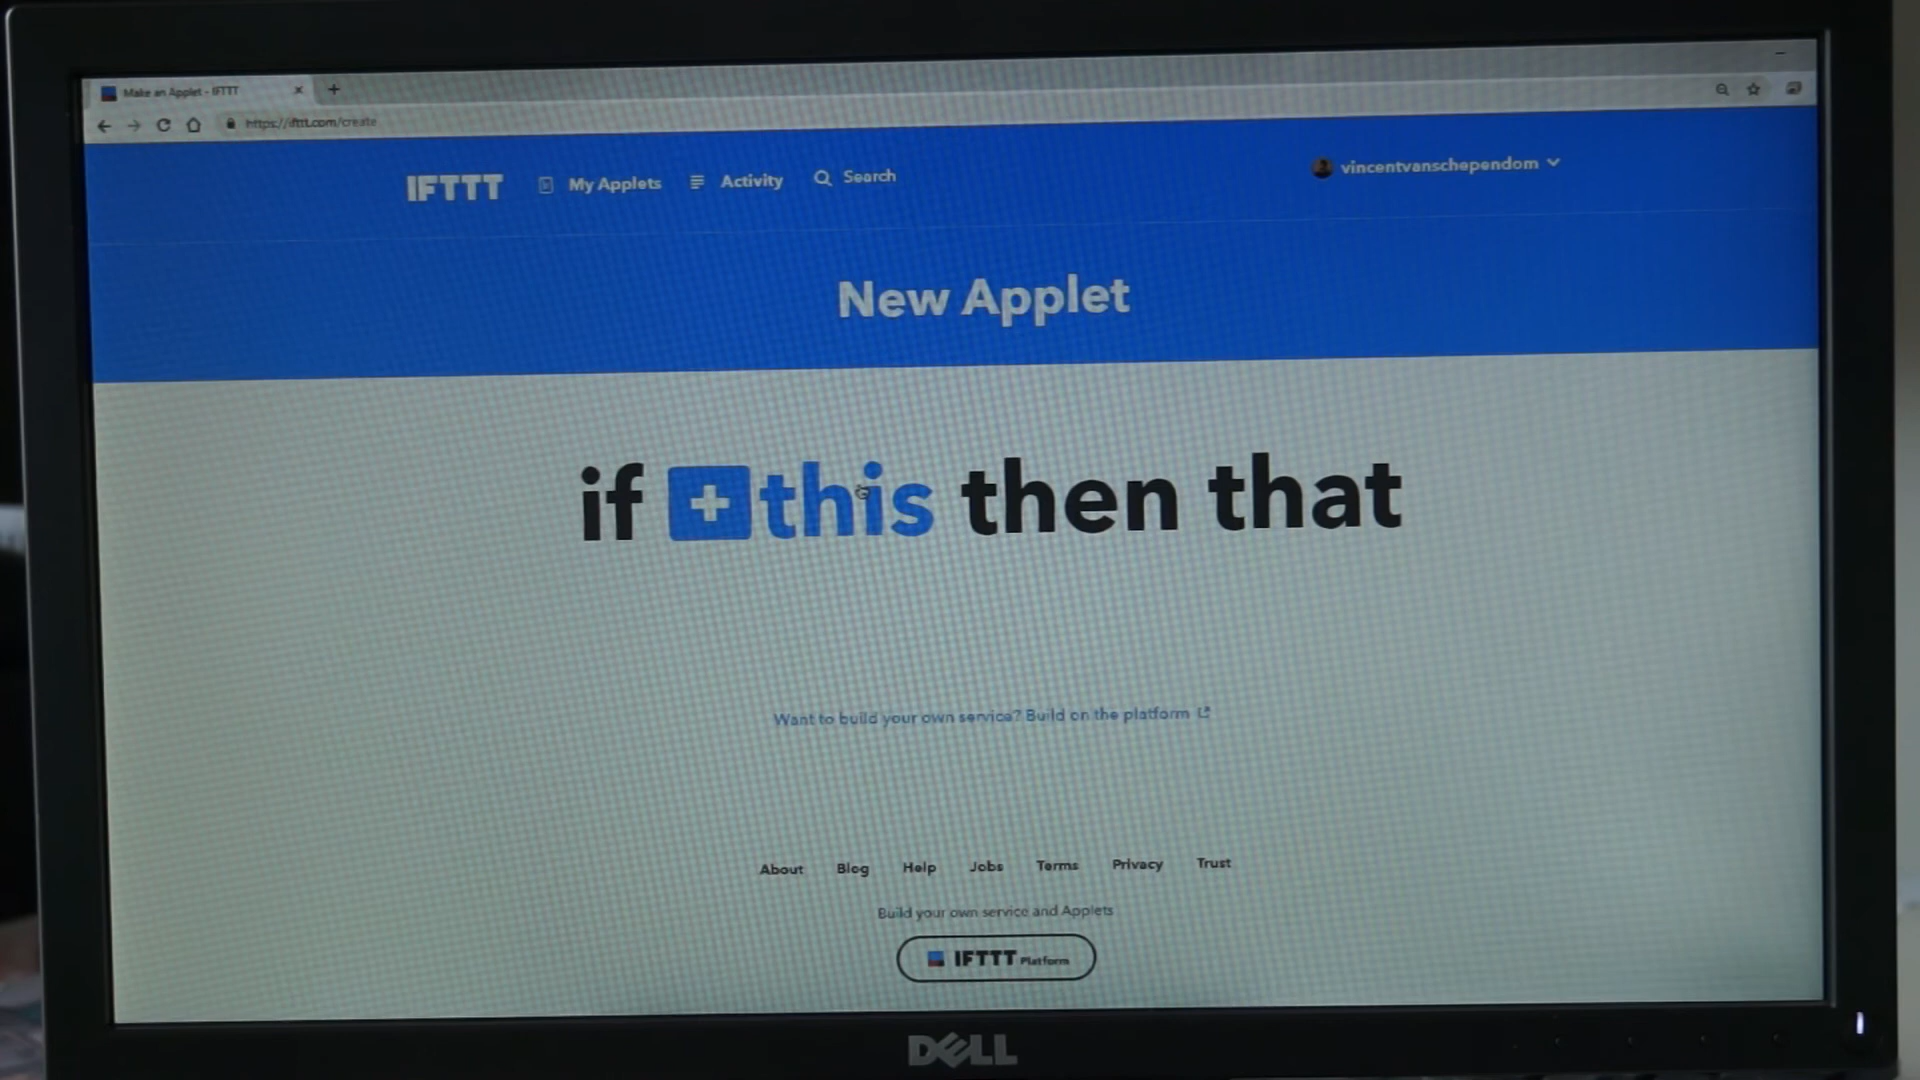 Make an Applet - IFTTT
https://ifttt.com/create
IFTTT My Applets Activity Search vincentvanschependom
New Applet
if +this then that
Want to build your own service? Build on the platform
About Blog Help Jobs Terms Privacy Trust
Build your own service and Applets
IFTTT Platform
DELL